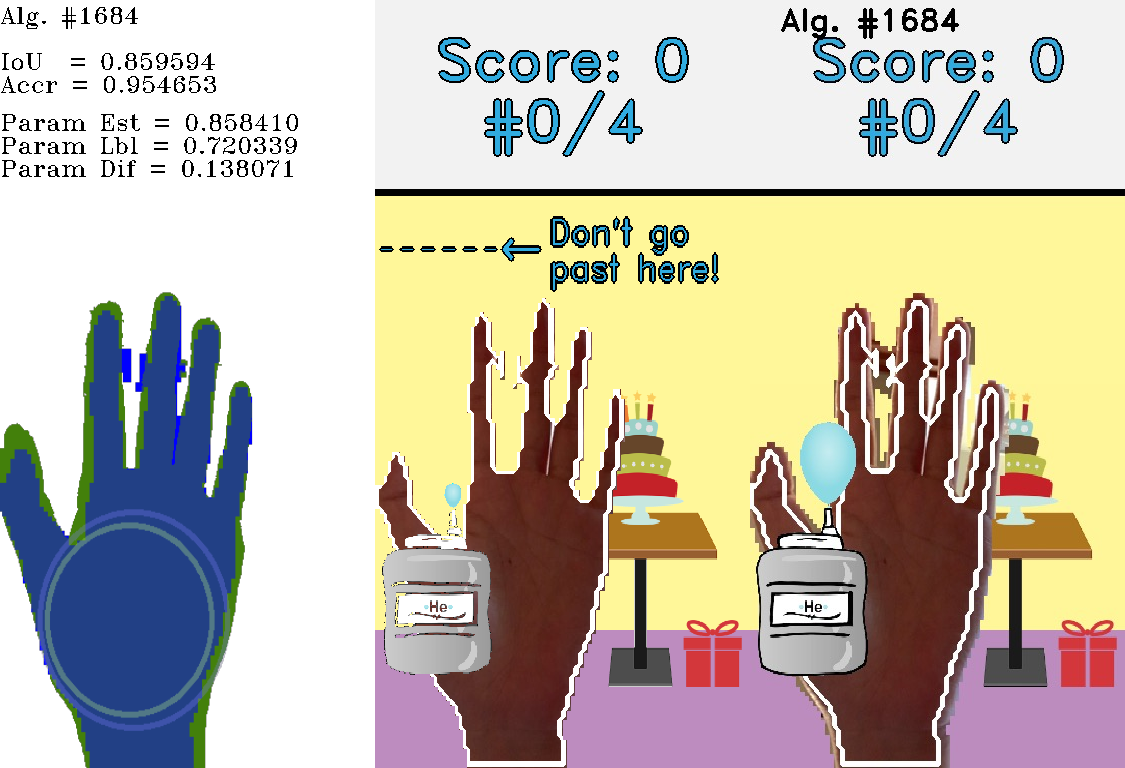 Alg. #1684
IoU = 0.859594
Accr = 0.954653
Param Est = 0.858410
Param Lbl = 0.720339
Param Dif = 0.138071
Score: 0
#0/4
Don't go
past here!
•He•
Alg. #1684
Score: 0
#0/4
•He•